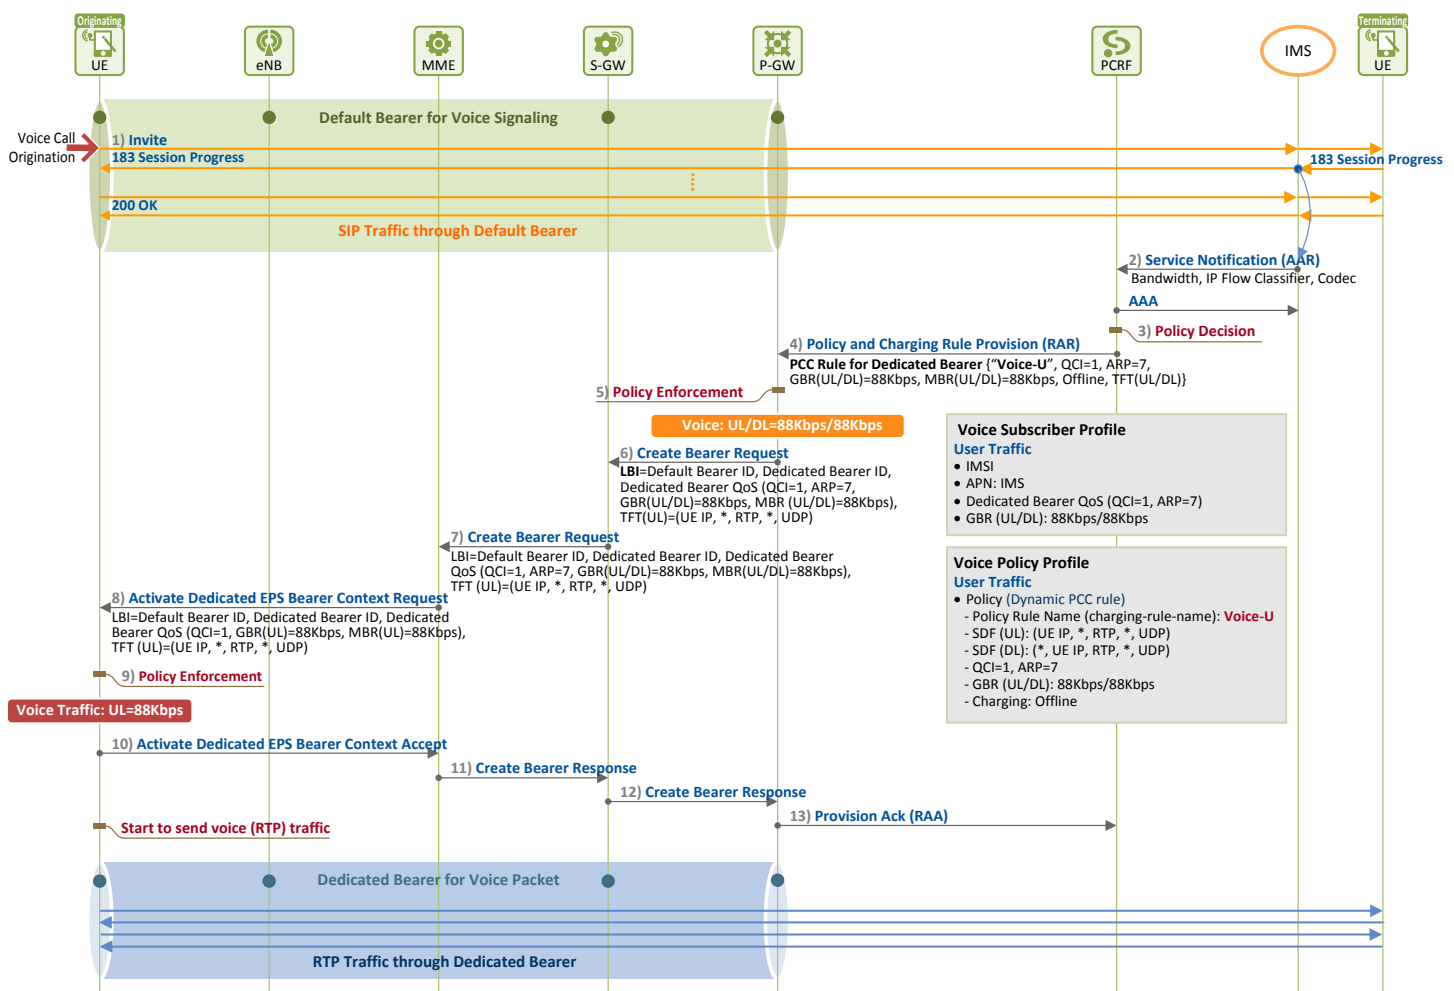 Originating
Terminating
UE
eNB
MME
S-GW
P-GW
PCRF
IMS
UE
Default Bearer for Voice Signaling
Voice Call
Origination
1) Invite
183 Session Progress
183 Session Progress
200 OK
SIP Traffic through Default Bearer
2) Service Notification (AAR)
Bandwidth, IP Flow Classifier, Codec
AAA
3) Policy Decision
4) Policy and Charging Rule Provision (RAR)
PCC Rule for Dedicated Bearer {“Voice-U”, QCI=1, ARP=7,
GBR(UL/DL)=88Kbps, MBR(UL/DL)=88Kbps, Offline, TFT(UL/DL)}
5) Policy Enforcement
Voice: UL/DL=88Kbps/88Kbps
6) Create Bearer Request
LBI=Default Bearer ID, Dedicated Bearer ID,
Dedicated Bearer QoS (QCI=1, ARP=7,
GBR(UL/DL)=88Kbps, MBR (UL/DL)=88Kbps),
TFT(UL)=(UE IP, *, RTP, *, UDP)
7) Create Bearer Request
LBI=Default Bearer ID, Dedicated Bearer ID, Dedicated Bearer
QoS (QCI=1, ARP=7, GBR(UL/DL)=88Kbps, MBR(UL/DL)=88Kbps),
TFT (UL)=(UE IP, *, RTP, *, UDP)
8) Activate Dedicated EPS Bearer Context Request
LBI=Default Bearer ID, Dedicated Bearer ID, Dedicated
Bearer QoS (QCI=1, GBR(UL)=88Kbps, MBR(UL)=88Kbps),
TFT (UL)=(UE IP, *, RTP, *, UDP)
9) Policy Enforcement
Voice Traffic: UL=88Kbps
Voice Subscriber Profile
User Traffic
• IMSI
• APN: IMS
• Dedicated Bearer QoS (QCI=1, ARP=7)
• GBR (UL/DL): 88Kbps/88Kbps
Voice Policy Profile
User Traffic
• Policy (Dynamic PCC rule)
- Policy Rule Name (charging-rule-name): Voice-U
- SDF (UL): (UE IP, *, RTP, *, UDP)
- SDF (DL): (*, UE IP, RTP, *, UDP)
- QCI=1, ARP=7
- GBR (UL/DL): 88Kbps/88Kbps
- Charging: Offline
10) Activate Dedicated EPS Bearer Context Accept
11) Create Bearer Response
12) Create Bearer Response
13) Provision Ack (RAA)
Start to send voice (RTP) traffic
Dedicated Bearer for Voice Packet
RTP Traffic through Dedicated Bearer